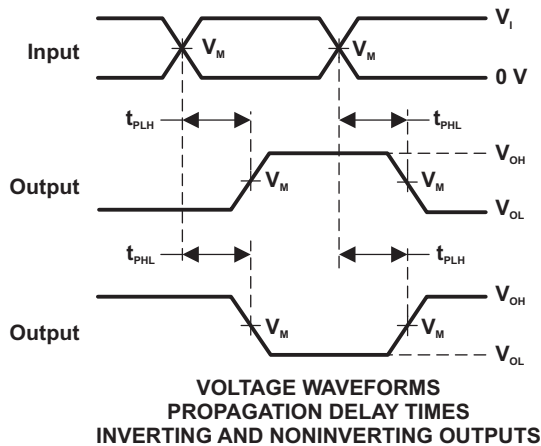 V_I
Input
V_M
V_M
0 V
t_PLH
t_PHL
V_OH
Output
V_M
V_M
V_OL
t_PHL
t_PLH
V_OH
Output
V_M
V_M
V_OL
VOLTAGE WAVEFORMS
PROPAGATION DELAY TIMES
INVERTING AND NONINVERTING OUTPUTS